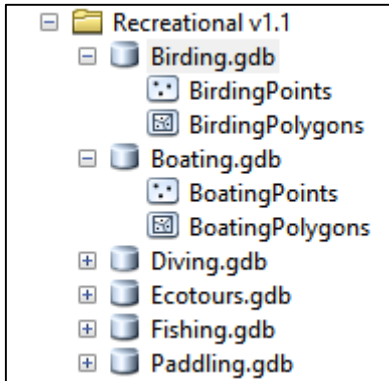 Recreational v1.1
Birding.gdb
BirdingPoints
BirdingPolygons
Boating.gdb
BoatingPoints
BoatingPolygons
Diving.gdb
Ecotours.gdb
Fishing.gdb
Paddling.gdb